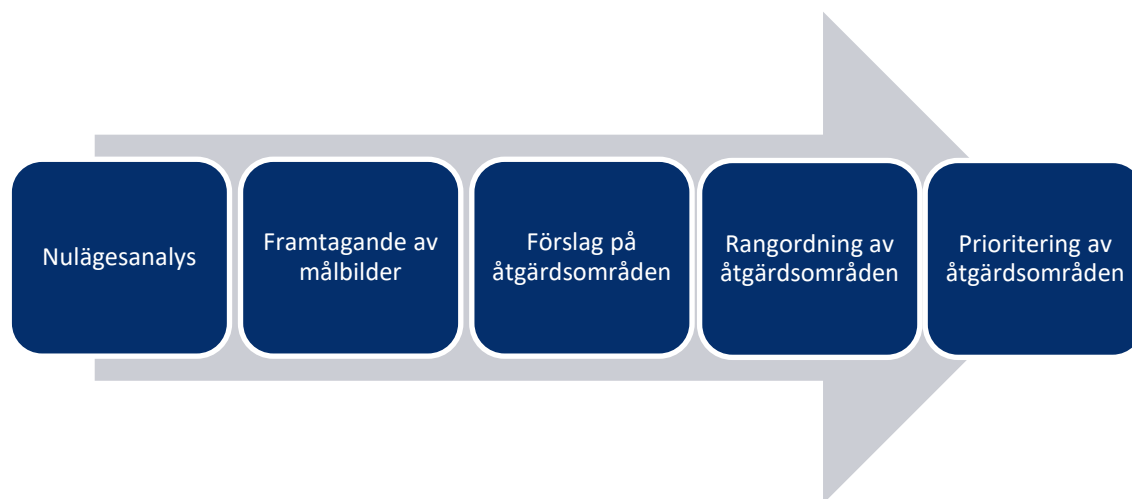 Nulägesanalys
Framtagande av
målbilder
Förslag på
åtgärdsområden
Rangordning av
åtgärdsområden
Prioritering av
åtgärdsområden